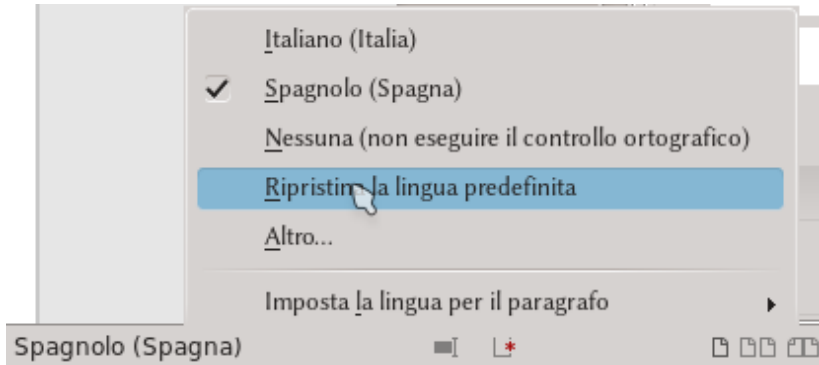 Italiano (Italia)
Spagnolo (Spagna)
Nessuna (non eseguire il controllo ortografico)
Ripristina la lingua predefinita
Altro...
Imposta la lingua per il paragrafo
Spagnolo (Spagna)